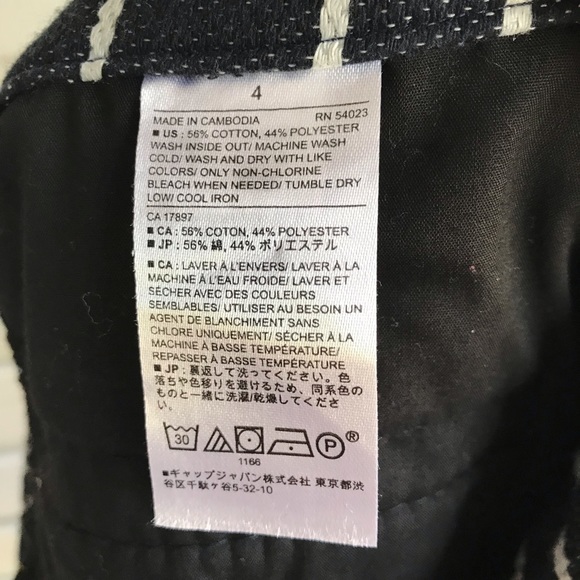 4
MADE IN CAMBODIA RN 54023
■ US : 56% COTTON, 44% POLYESTER
WASH INSIDE OUT/ MACHINE WASH
COLD/ WASH AND DRY WITH LIKE
COLORS/ ONLY NON-CHLORINE
BLEACH WHEN NEEDED/ TUMBLE DRY
LOW/ COOL IRON
CA 17897
■ CA : 56% COTON, 44% POLYESTER
■ JP : 56% 綿, 44% ポリエステル
■ CA : LAVER À L'ENVERS/ LAVER À LA
MACHINE À L'EAU FROIDE/ LAVER ET
SÉCHER AVEC DES COULEURS
SEMBLABLES/ UTILISER AU BESOIN UN
AGENT DE BLANCHIMENT SANS
CHLORE UNIQUEMENT/ SÉCHER À LA
MACHINE À BASSE TEMPÉRATURE/
REPASSER À BASSE TEMPÉRATURE
■ JP : 裏返して洗ってください。色
落ちや色移りを避けるため、同系色の
ものと一緒に洗濯/乾燥してくださ
い。
30 P ®
1166
■ギャップジャパン株式会社 東京都渋
谷区千駄ヶ谷5-32-10